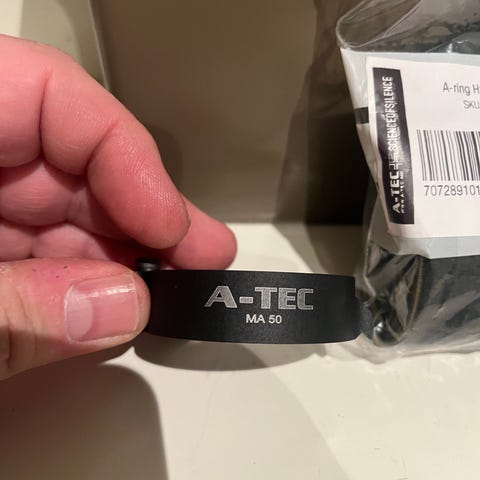 A-TEC
MA 50
A-ring H
SKU
A-TEC
SCIENCE OF SILENCE
707289101